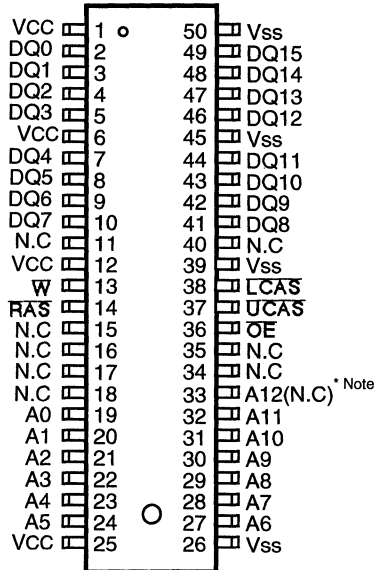 VCC 1 50 Vss
DQ0 2 49 DQ15
DQ1 3 48 DQ14
DQ2 4 47 DQ13
DQ3 5 46 DQ12
VCC 6 45 Vss
DQ4 7 44 DQ11
DQ5 8 43 DQ10
DQ6 9 42 DQ9
DQ7 10 41 DQ8
N.C 11 40 N.C
VCC 12 39 Vss
W̅ 13 38 L̅C̅A̅S̅
R̅A̅S̅ 14 37 U̅C̅A̅S̅
N.C 15 36 O̅E̅
N.C 16 35 N.C
N.C 17 34 N.C
N.C 18 33 A12(N.C)* Note
A0 19 32 A11
A1 20 31 A10
A2 21 30 A9
A3 22 29 A8
A4 23 28 A7
A5 24 27 A6
VCC 25 26 Vss